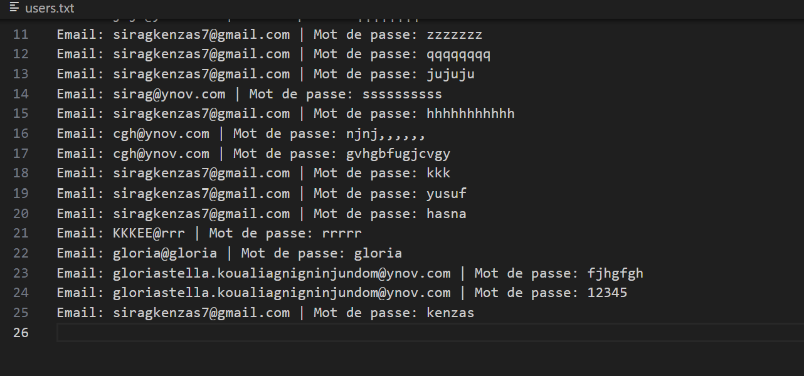 users.txt
11 Email: siragkenzas7@gmail.com | Mot de passe: zzzzzzz
12 Email: siragkenzas7@gmail.com | Mot de passe: qqqqqqqq
13 Email: siragkenzas7@gmail.com | Mot de passe: jujuju
14 Email: sirag@ynov.com | Mot de passe: ssssssssss
15 Email: siragkenzas7@gmail.com | Mot de passe: hhhhhhhhhhh
16 Email: cgh@ynov.com | Mot de passe: njnj,,,,,,
17 Email: cgh@ynov.com | Mot de passe: gvhgbfugjcvgy
18 Email: siragkenzas7@gmail.com | Mot de passe: kkk
19 Email: siragkenzas7@gmail.com | Mot de passe: yusuf
20 Email: siragkenzas7@gmail.com | Mot de passe: hasna
21 Email: KKKEE@rrr | Mot de passe: rrrrr
22 Email: gloria@gloria | Mot de passe: gloria
23 Email: gloriastella.koualiagnigninjundom@ynov.com | Mot de passe: fjhgfgh
24 Email: gloriastella.koualiagnigninjundom@ynov.com | Mot de passe: 12345
25 Email: siragkenzas7@gmail.com | Mot de passe: kenzas
26